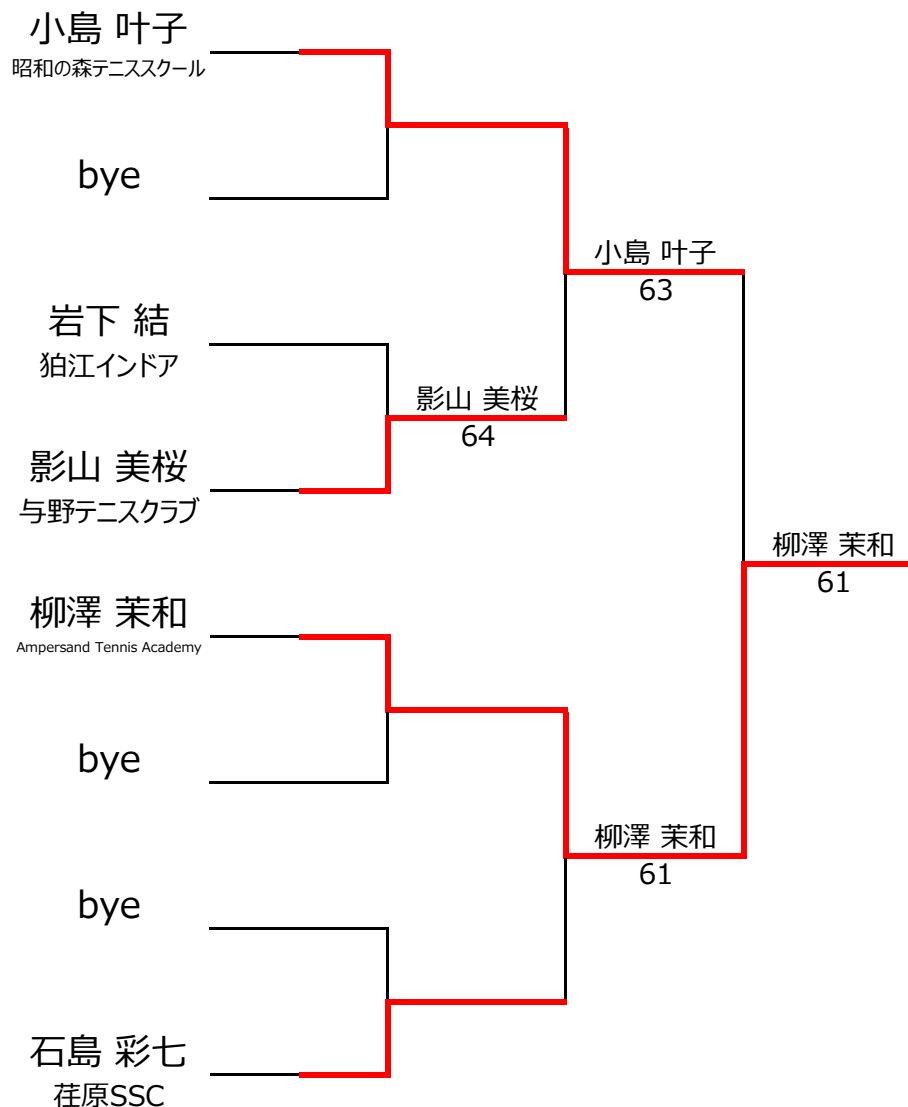 小島 叶子
昭和の森テニススクール
bye
小島 叶子
63
岩下 結
狛江インドア
影山 美桜
64
影山 美桜
与野テニスクラブ
柳澤 茉和
61
柳澤 茉和
Ampersand Tennis Academy
bye
柳澤 茉和
61
bye
石島 彩七
荏原SSC